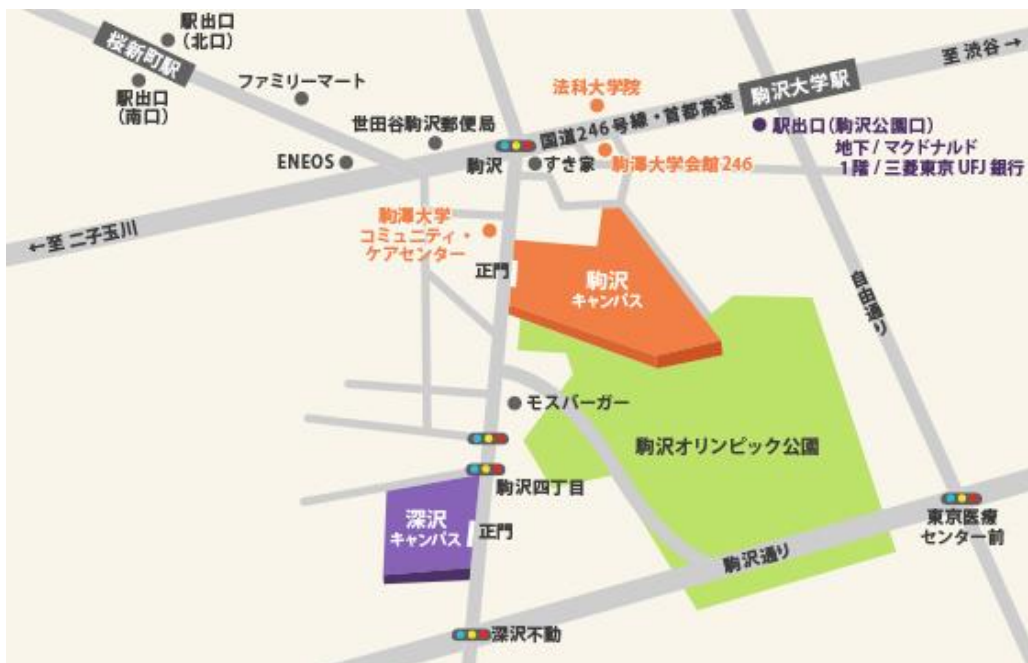 駅出口
（北口）
桜新町駅
駅出口
（南口）
ファミリーマート
世田谷駒沢郵便局
ENEOS
←至 二子玉川
法科大学院
国道246号線・首都高速
駒沢大学駅
至 渋谷→
駅出口（駒沢公園口）
地下 / マクドナルド
1階 / 三菱東京UFJ 銀行
駒沢
すき家
駒澤大学会館246
駒澤大学
コミュニティ・
ケアセンター
正門
駒沢
キャンパス
自由通り
モスバーガー
駒沢オリンピック公園
駒沢四丁目
深沢
キャンパス
正門
東京医療
センター前
駒沢通り
深沢不動